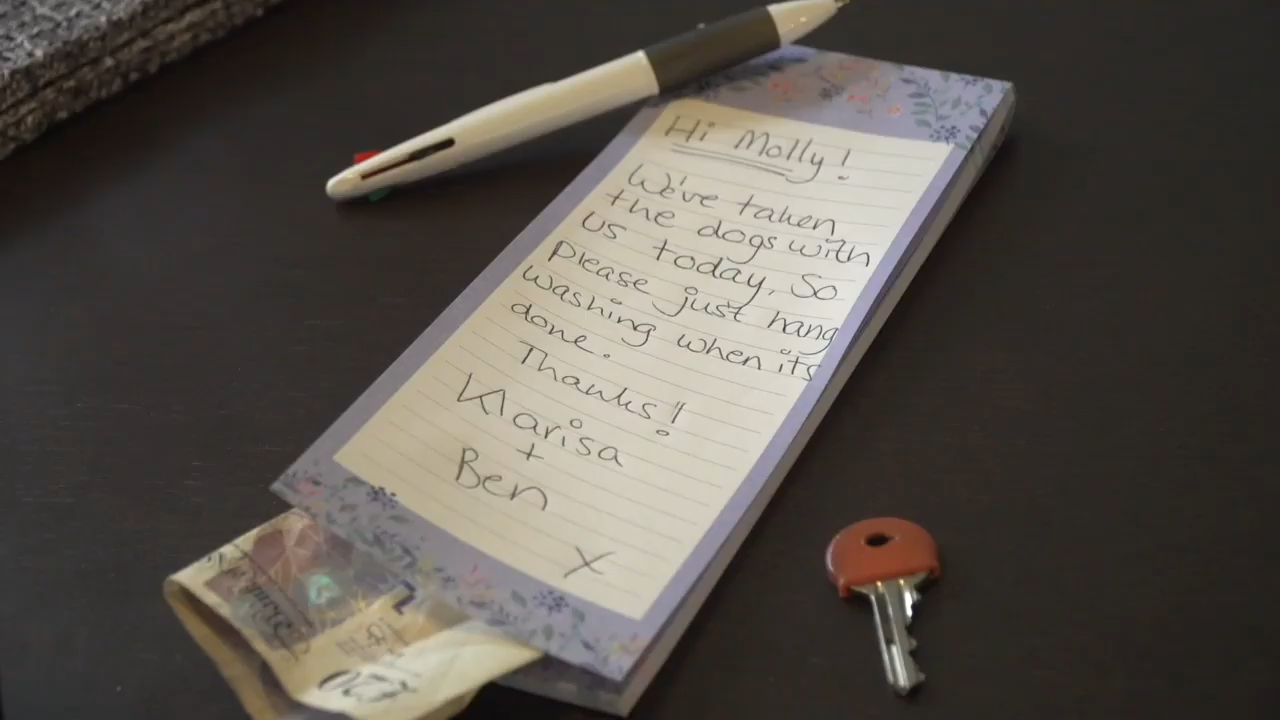 Hi Molly!
We've taken
the dogs with
us today, so
please just hang
washing when its
done.
Thanks!
Klarisa
+
Ben
X
£20